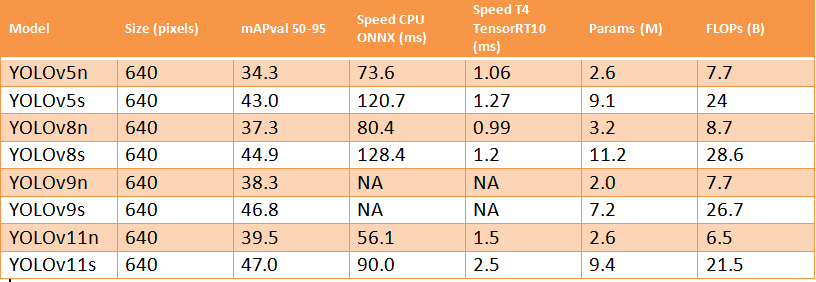 Model Size (pixels) mAPval 50-95 Speed CPU ONNX (ms) Speed T4 TensorRT10 (ms) Params (M) FLOPs (B)
YOLOv5n 640 34.3 73.6 1.06 2.6 7.7
YOLOv5s 640 43.0 120.7 1.27 9.1 24
YOLOv8n 640 37.3 80.4 0.99 3.2 8.7
YOLOv8s 640 44.9 128.4 1.2 11.2 28.6
YOLOv9n 640 38.3 NA NA 2.0 7.7
YOLOv9s 640 46.8 NA NA 7.2 26.7
YOLOv11n 640 39.5 56.1 1.5 2.6 6.5
YOLOv11s 640 47.0 90.0 2.5 9.4 21.5